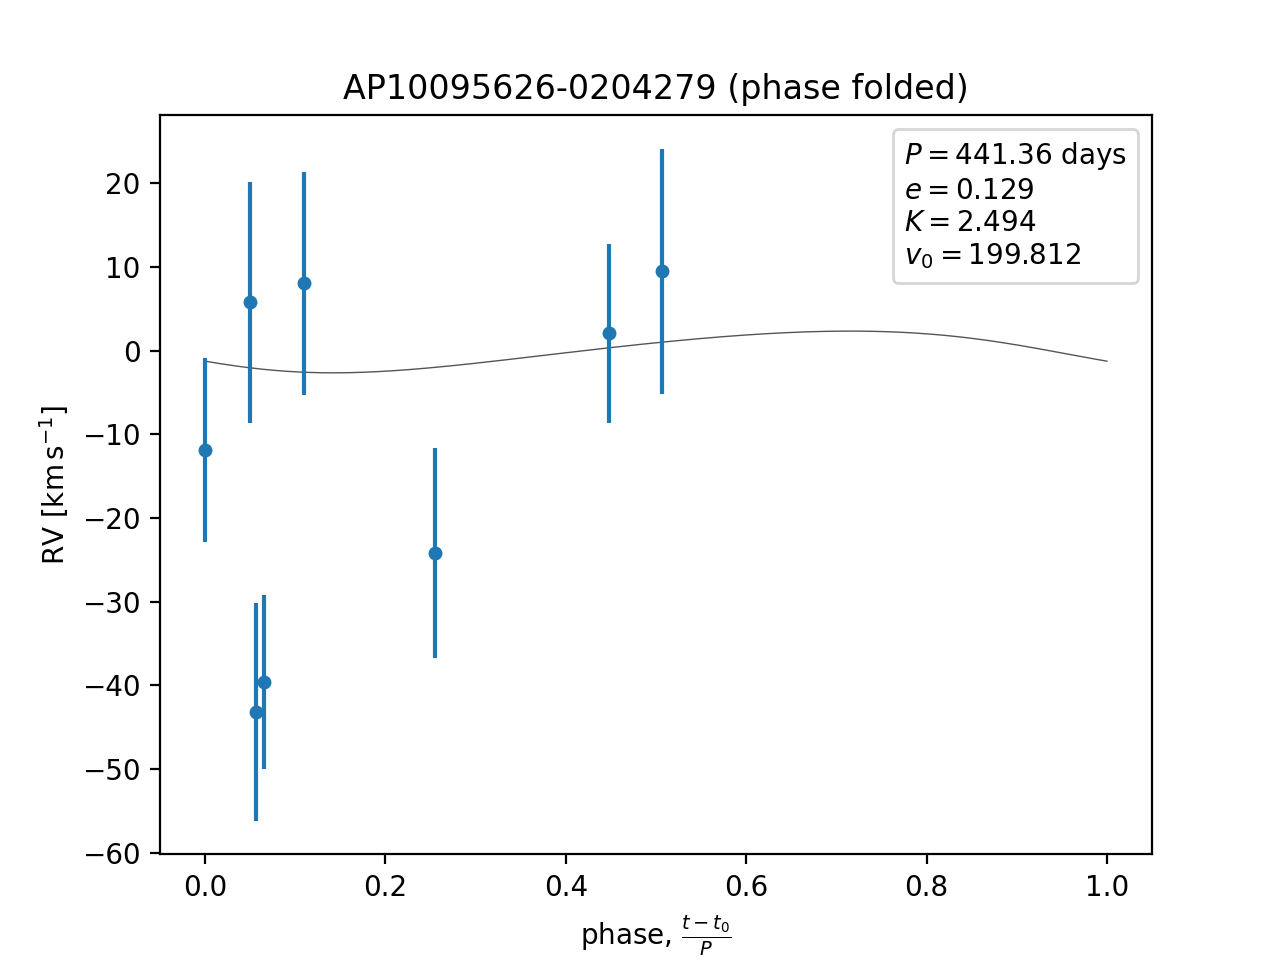 AP10095626-0204279 (phase folded)
P = 441.36 days
e = 0.129
K = 2.494
v₀ = 199.812
20
10
0
−10
−20
−30
−40
−50
−60
RV [km s⁻¹]
0.0 0.2 0.4 0.6 0.8 1.0
phase, (t − t₀)/P